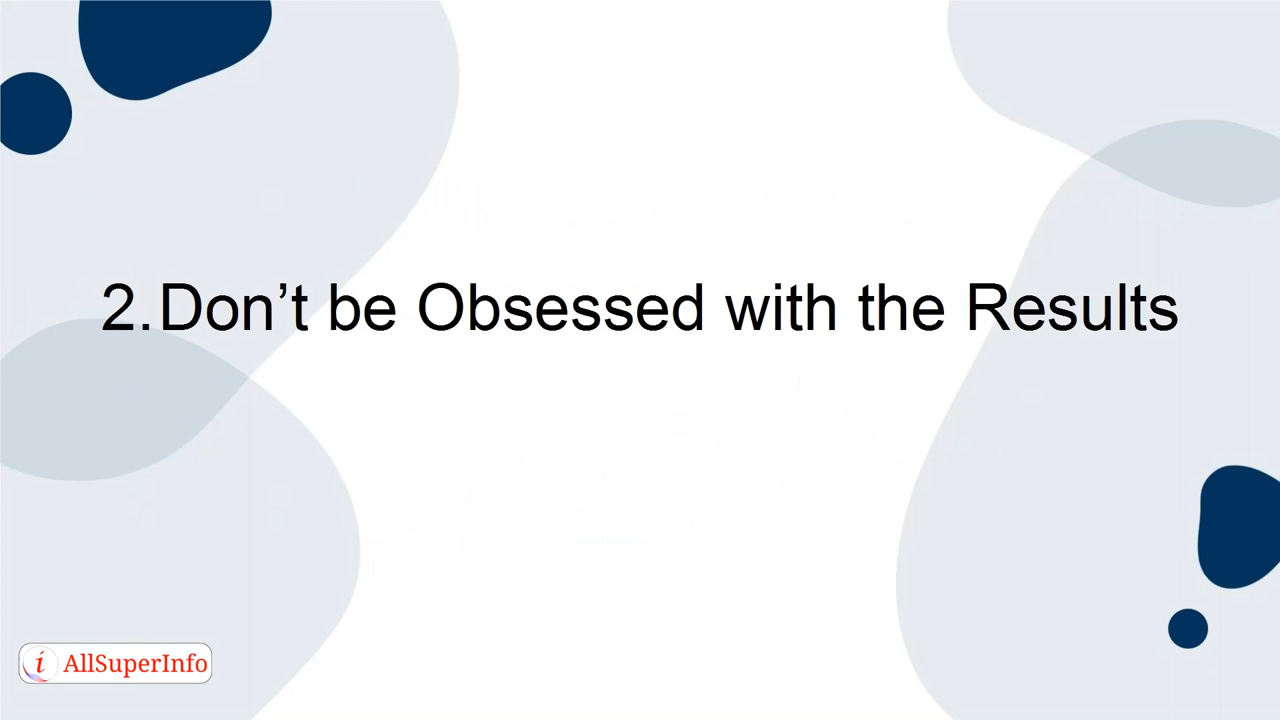 2.Don’t be Obsessed with the Results
i AllSuperInfo